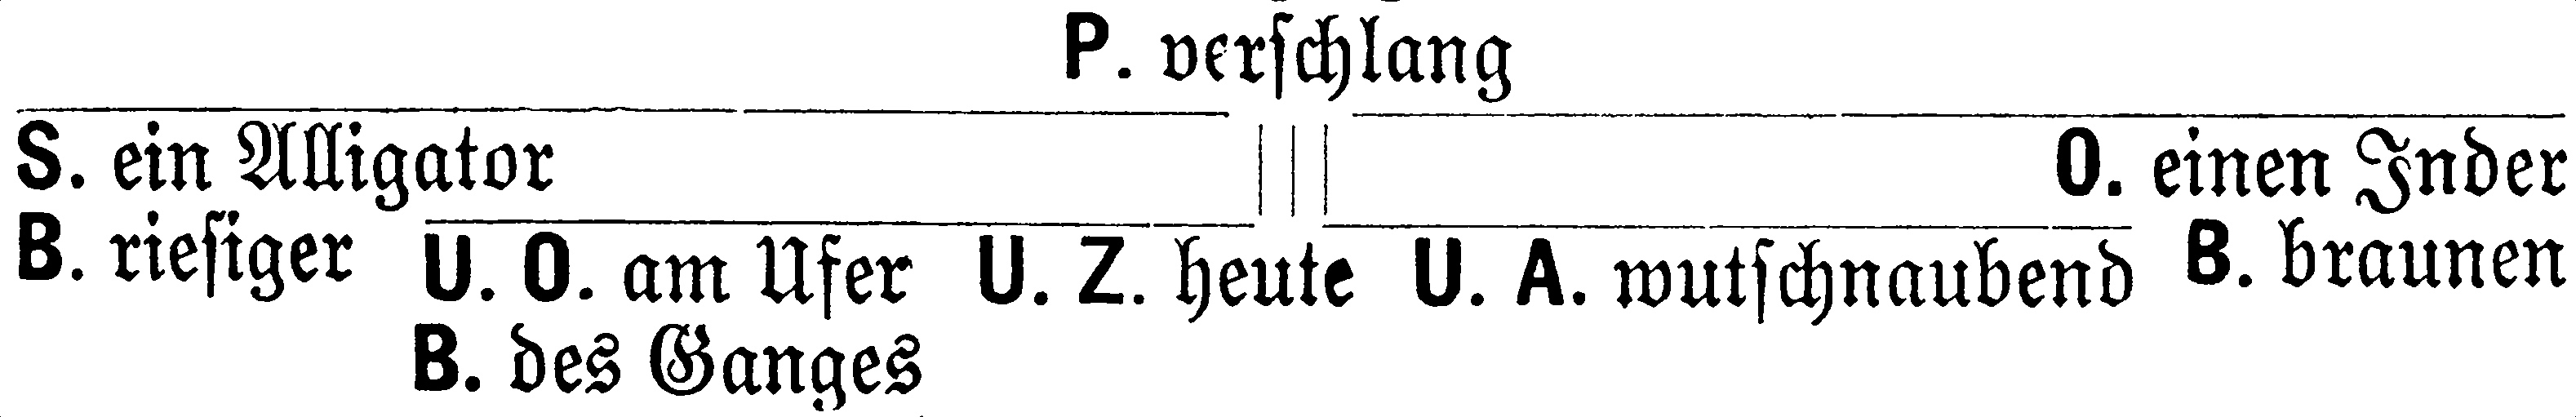 P. verſchlang
S. ein Alligator O. einen Inder
B. rieſiger U. O. am Ufer U. Z. heute U. A. wutſchnaubend B. braunen
B. des Ganges